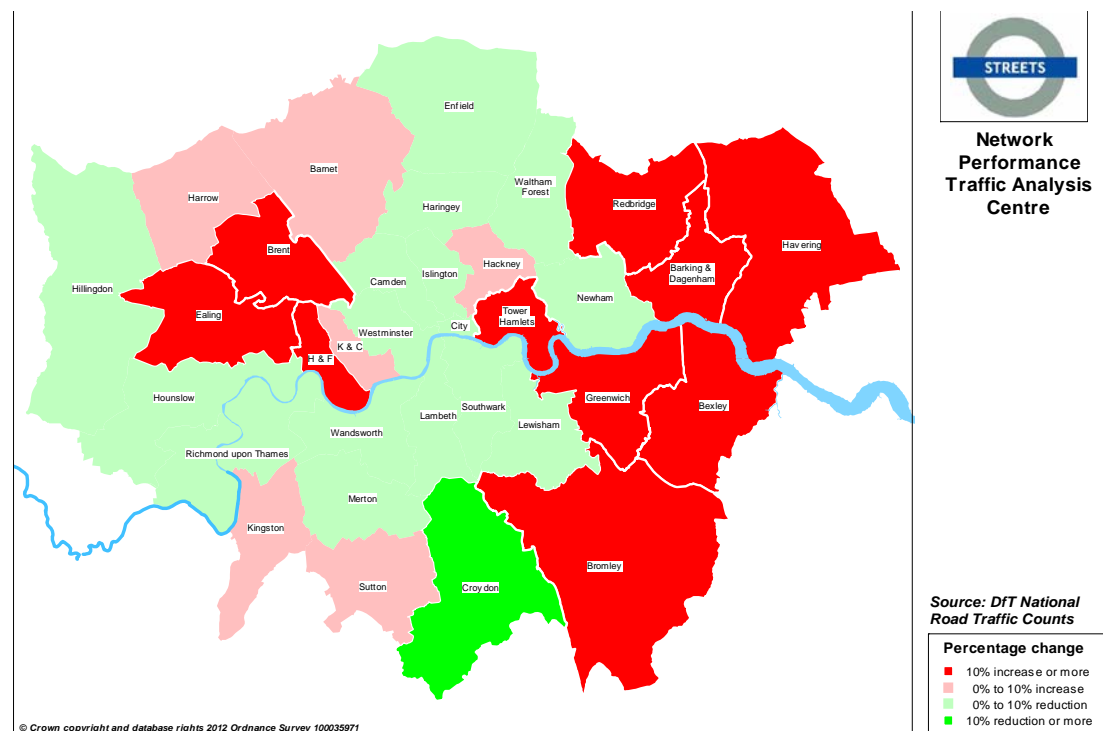 STREETS
Network
Performance
Traffic Analysis
Centre
Enfield
Barnet
Harrow
Waltham
Forest
Haringey
Redbridge
Havering
Brent
Hackney
Islington
Barking &
Dagenham
Camden
Hillingdon
Newham
Ealing
Tower
Hamlets
City
Westminster
K & C
H & F
Hounslow
Greenwich
Bexley
Southwark
Lambeth
Lewisham
Wandsworth
Richmond upon Thames
Merton
Kingston
Bromley
Sutton
Croydon
Source: DfT National
Road Traffic Counts
Percentage change
10% increase or more
0% to 10% increase
0% to 10% reduction
10% reduction or more
© Crown copyright and database rights 2012 Ordnance Survey 100035971